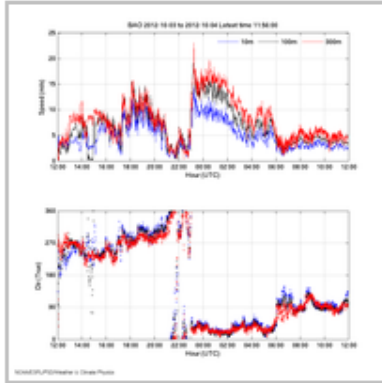 BAO 2012-10-03 to 2012-10-04 Latest time 11:56:00
10m 100m 300m
25
20
15
10
5
0
Speed (m/s)
12:00 14:00 16:00 18:00 20:00 22:00 00:00 02:00 04:00 06:00 08:00 10:00 12:00
Hour (UTC)
360
270
180
90
0
Dir (True)
12:00 14:00 16:00 18:00 20:00 22:00 00:00 02:00 04:00 06:00 08:00 10:00 12:00
Hour (UTC)
NOAA/ESRL/PSD/Weather & Climate Physics